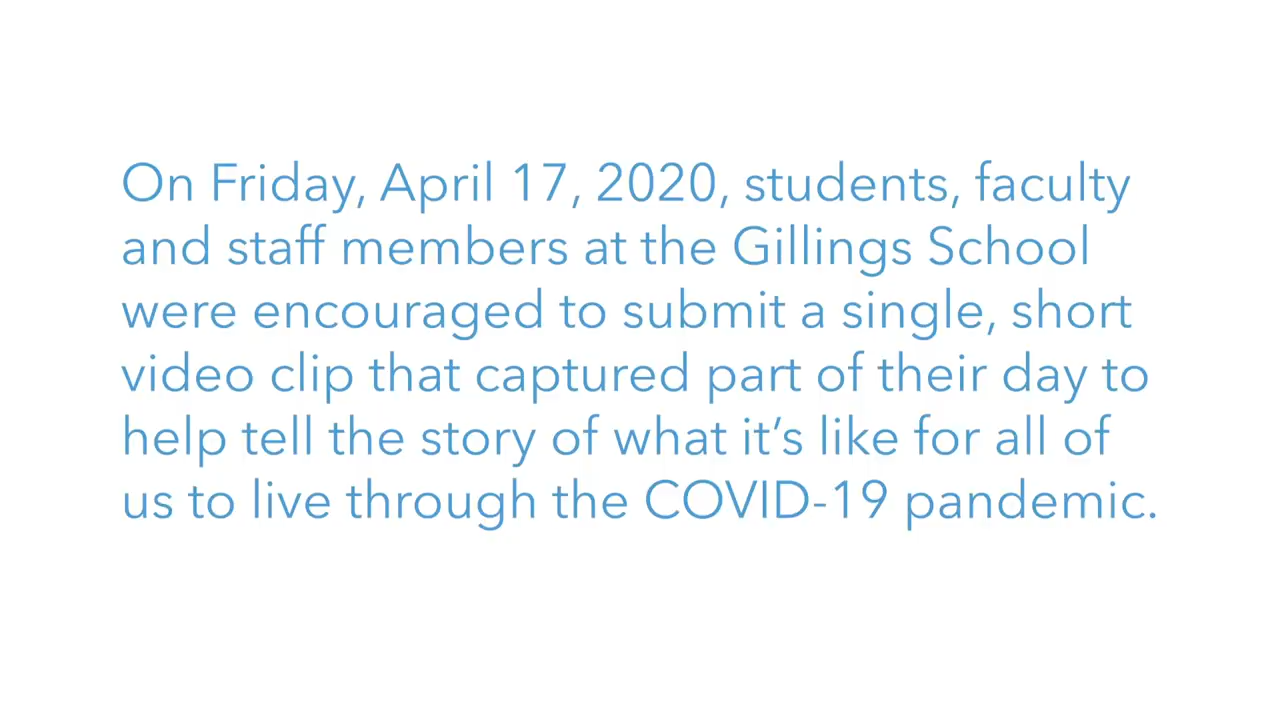 On Friday, April 17, 2020, students, faculty
and staff members at the Gillings School
were encouraged to submit a single, short
video clip that captured part of their day to
help tell the story of what it’s like for all of
us to live through the COVID-19 pandemic.